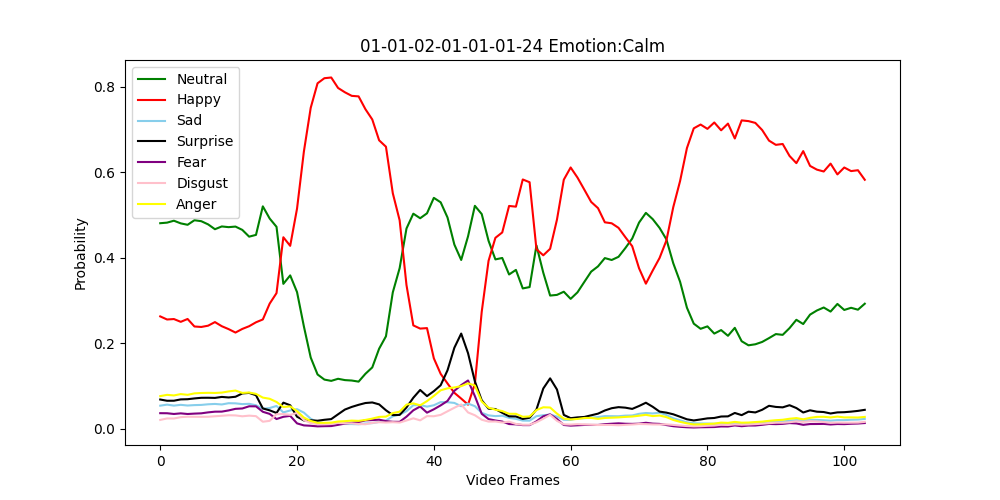 01-01-02-01-01-01-24 Emotion:Calm
Probability
0.8
0.6
0.4
0.2
0.0
Neutral
Happy
Sad
Surprise
Fear
Disgust
Anger
0 20 40 60 80 100
Video Frames